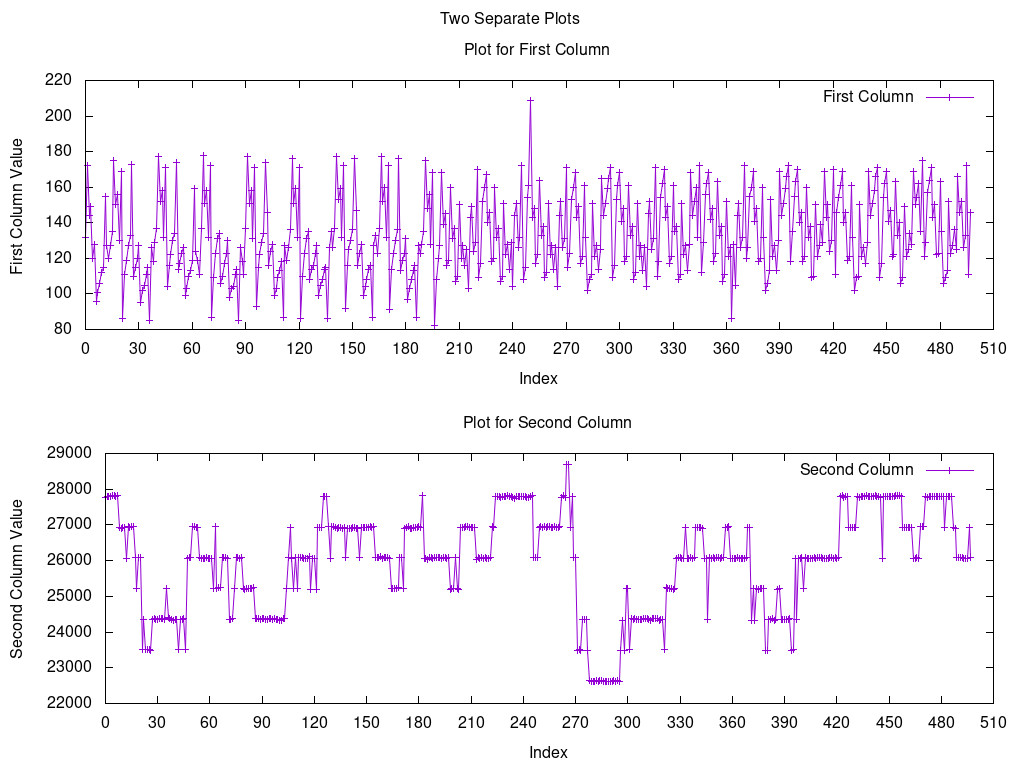 Two Separate Plots
Plot for First Column
First Column
First Column Value
220
200
180
160
140
120
100
80
0 30 60 90 120 150 180 210 240 270 300 330 360 390 420 450 480 510
Index
Plot for Second Column
Second Column
Second Column Value
29000
28000
27000
26000
25000
24000
23000
22000
0 30 60 90 120 150 180 210 240 270 300 330 360 390 420 450 480 510
Index